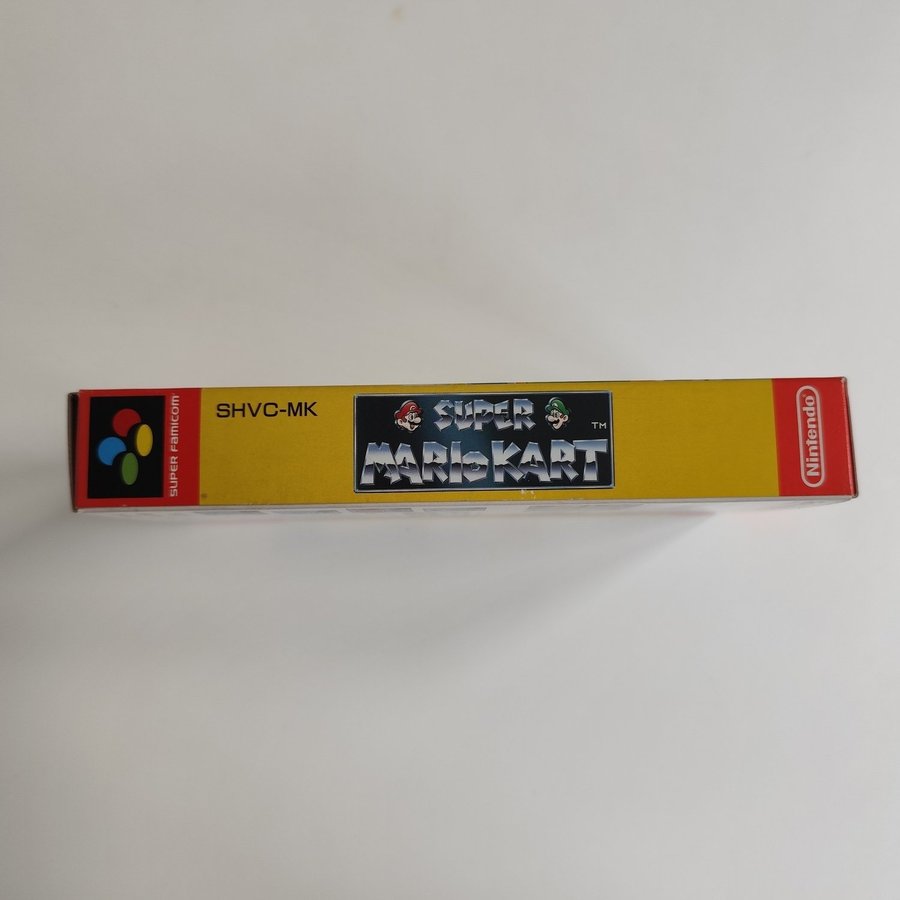 SUPER FAMICOM
SHVC-MK
SUPER
MARIO KART
TM
Nintendo